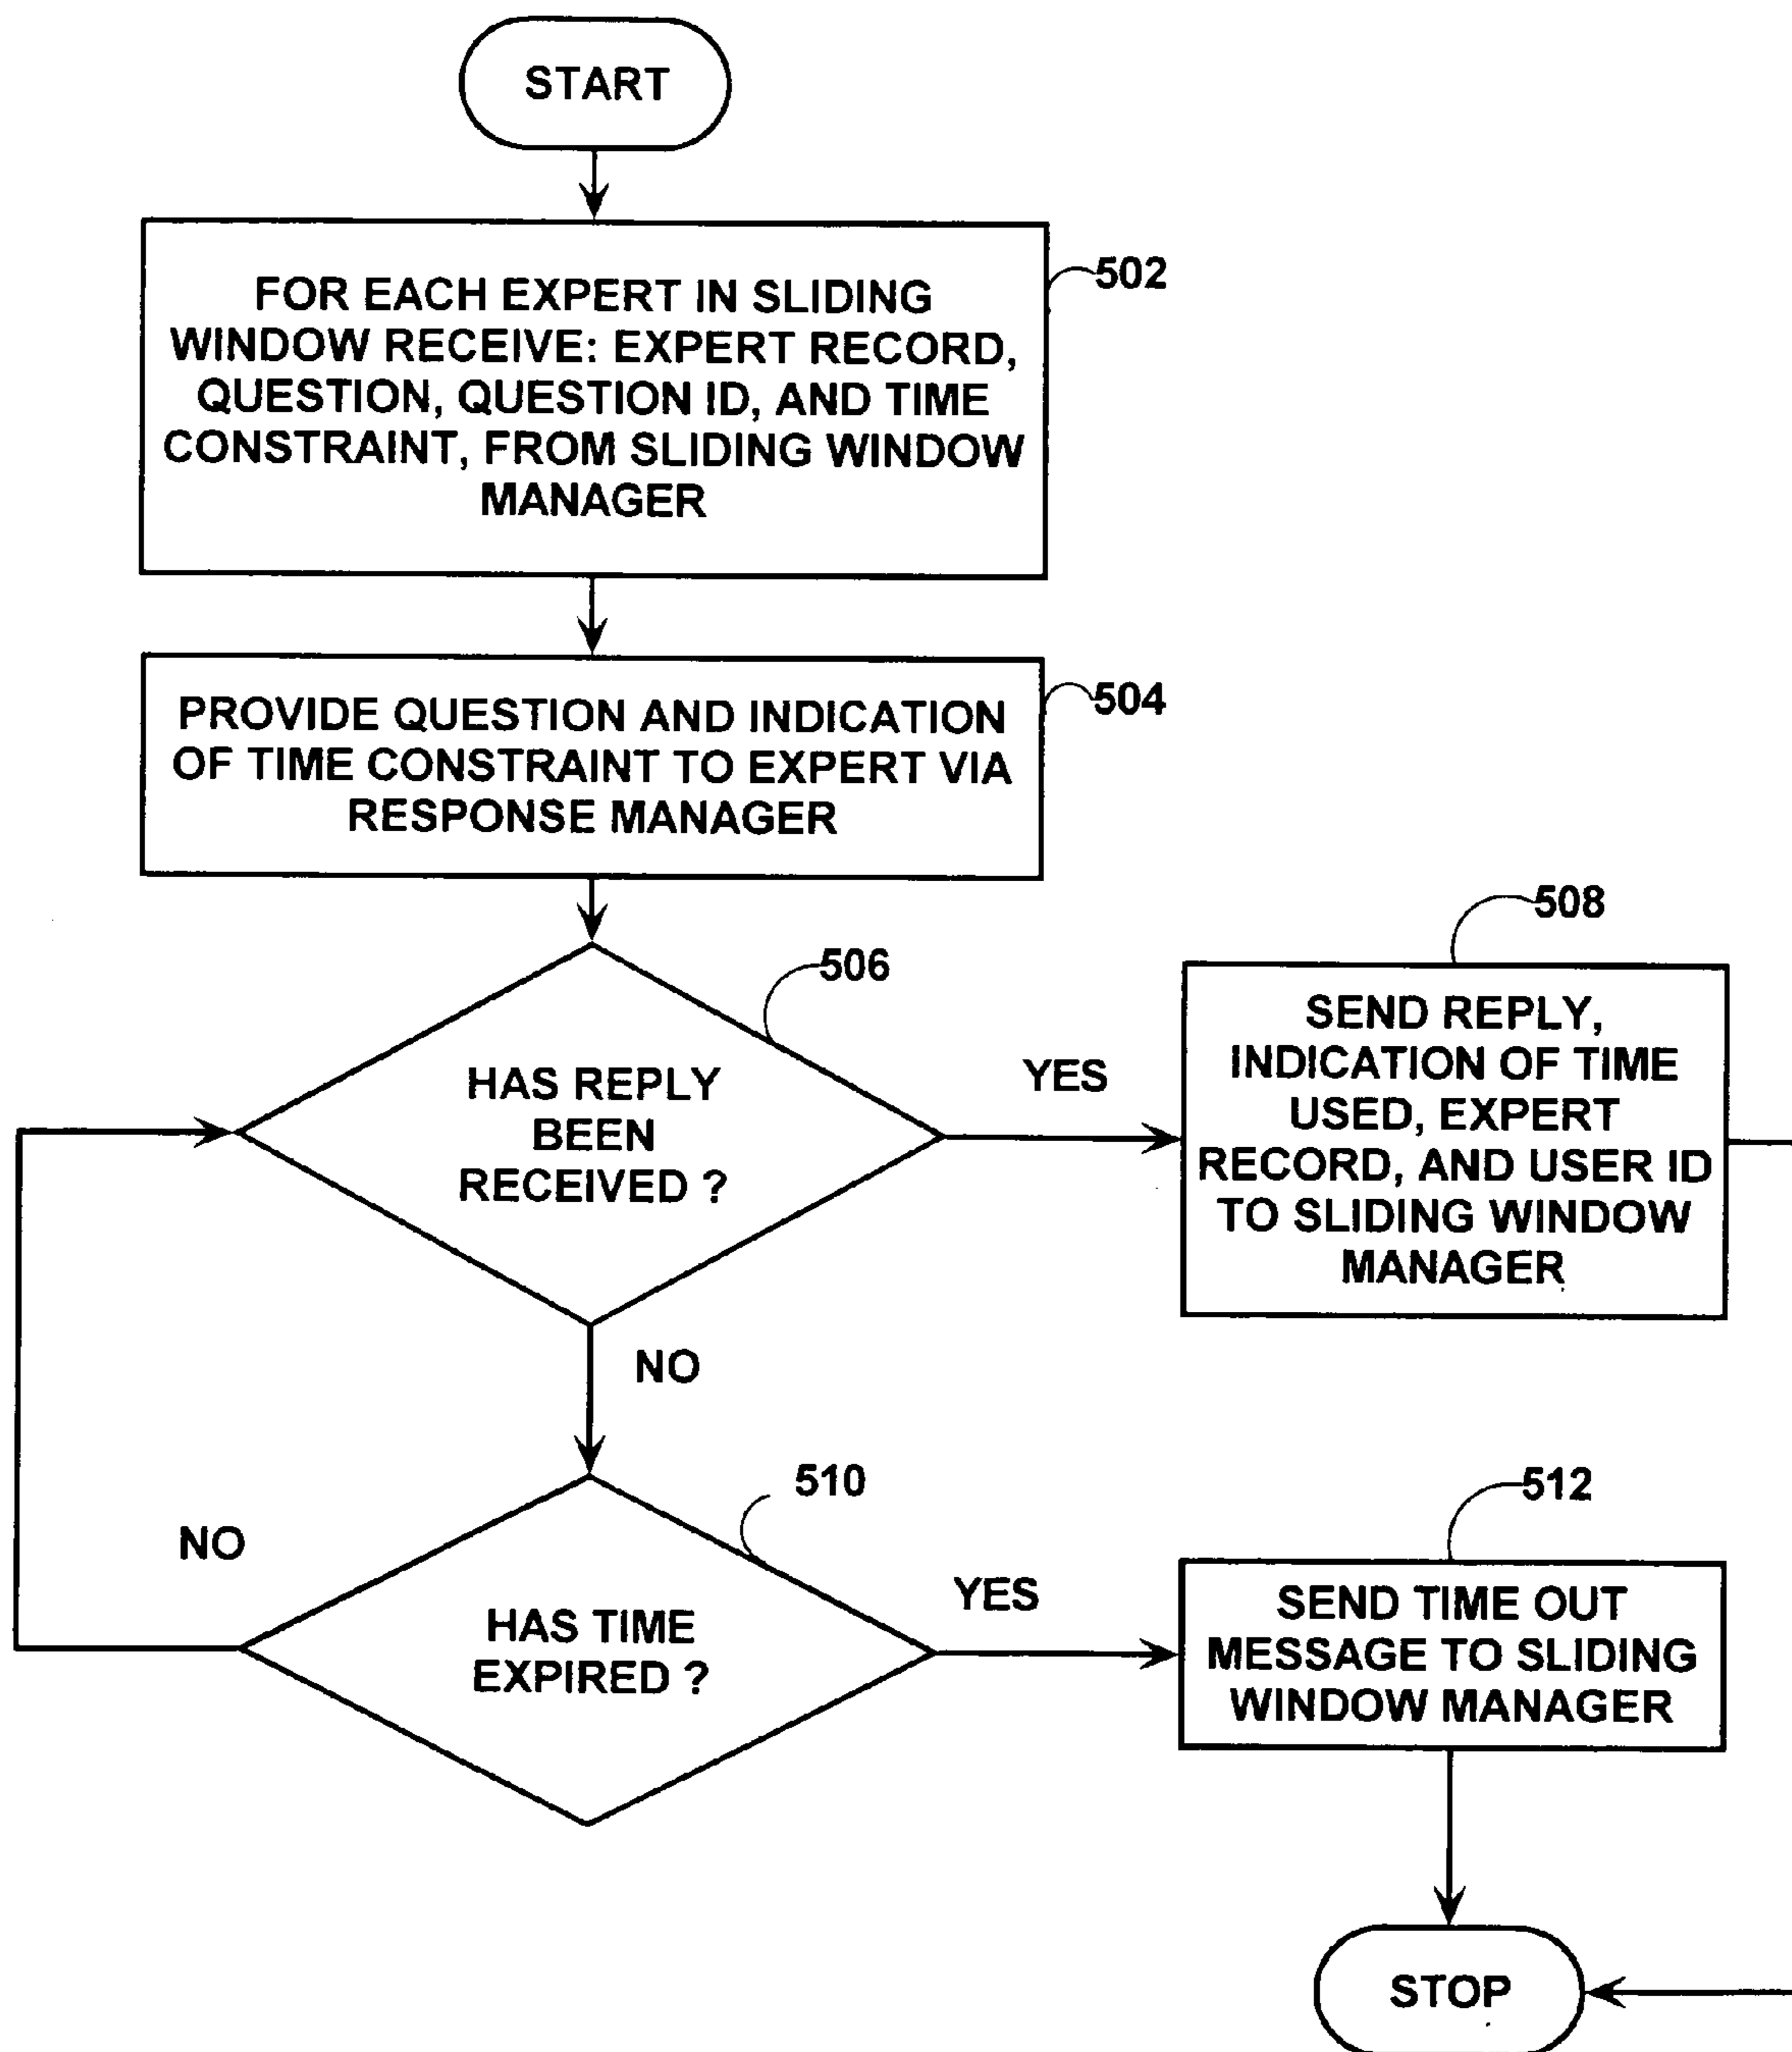 START
502
FOR EACH EXPERT IN SLIDING
WINDOW RECEIVE: EXPERT RECORD,
QUESTION, QUESTION ID, AND TIME
CONSTRAINT, FROM SLIDING WINDOW
MANAGER
504
PROVIDE QUESTION AND INDICATION
OF TIME CONSTRAINT TO EXPERT VIA
RESPONSE MANAGER
506
HAS REPLY
BEEN
RECEIVED ?
YES
508
SEND REPLY,
INDICATION OF TIME
USED, EXPERT
RECORD, AND USER ID
TO SLIDING WINDOW
MANAGER
NO
510
HAS TIME
EXPIRED ?
NO
YES
512
SEND TIME OUT
MESSAGE TO SLIDING
WINDOW MANAGER
STOP